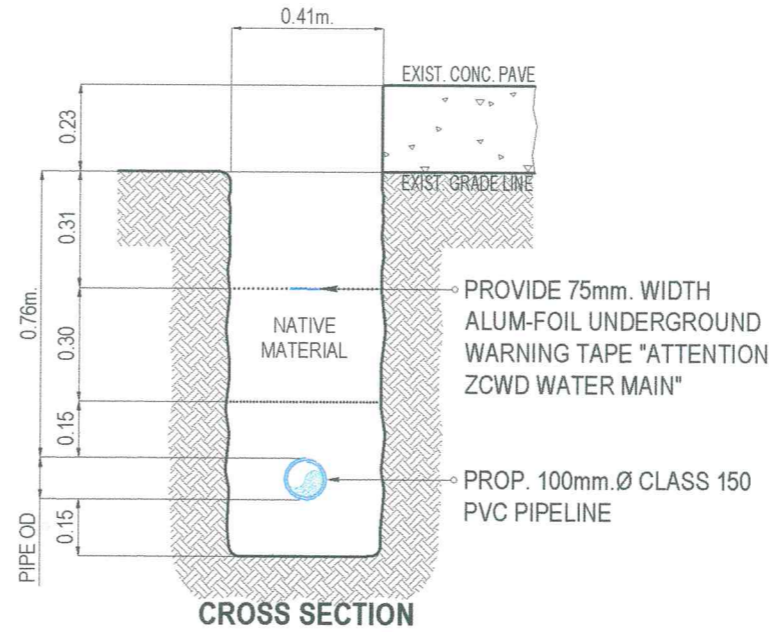 0.41m.
EXIST. CONC. PAVE
0.23
EXIST. GRADE LINE
0.31
0.76m.
PROVIDE 75mm. WIDTH
ALUM-FOIL UNDERGROUND
WARNING TAPE "ATTENTION
ZCWD WATER MAIN"
0.30
NATIVE
MATERIAL
0.15
PROP. 100mm.Ø CLASS 150
PVC PIPELINE
PIPE OD
0.15
CROSS SECTION